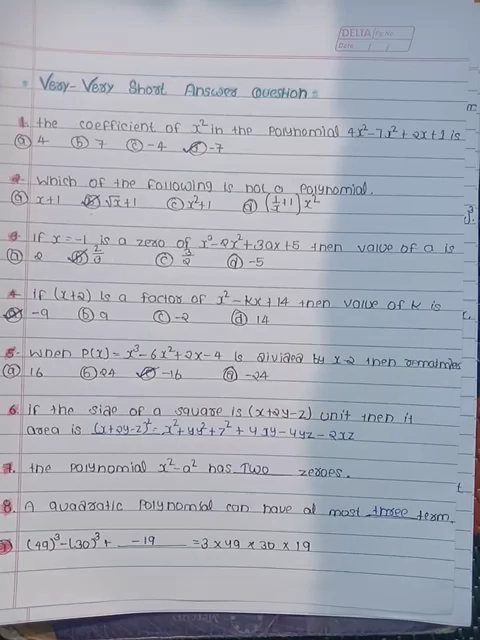 DELTA Pg No.
Date / /
Very-Very Short Answer Question:
1. the coefficient of x² in the polynomial 4x³-7x²+2x+1 is
(a) 4 (b) 7 (c) -4 (d) -7
2. Which of the following is not a polynomial.
(a) x+1 (b) √x+1 (c) x²+1 (d) (1/x+1)x²
3. If x = -1 is a zero of x³-2x²+3ax+5 then value of a is
(a) 2 (b) 2/3 (c) 3/2 (d) -5
4. if (x+2) is a factor of x²-kx+14 then value of k is
(a) -9 (b) 9 (c) -2 (d) 14
5. When P(x) = x³-6x²+2x-4 is divided by x-2 then remainder
(a) 16 (b) 24 (c) -16 (d) -24
6. if the side of a square is (x+2y-z) unit then it
area is (x+2y-z)² = x²+4y²+z²+4xy-4yz-2xz
7. the polynomial x²-a² has TWO zeroes.
8. A quadratic polynomial can have at most three term.
(49)³-(30)³+ -19 =3×49×30×19